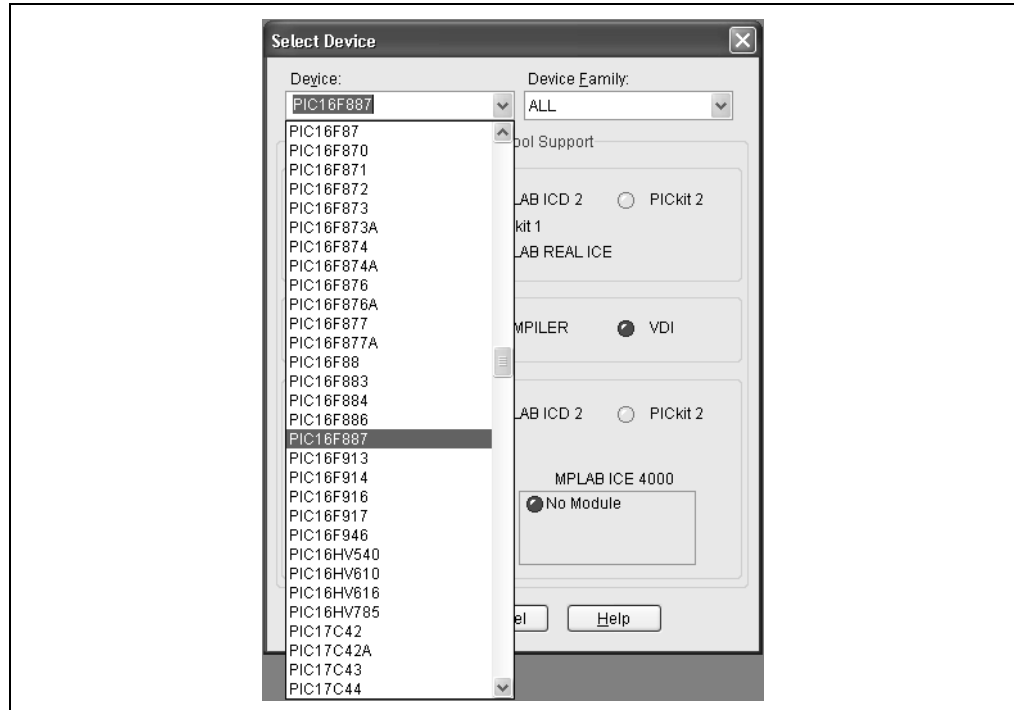 Select Device
Device:
Device Family:
PIC16F887
ALL
PIC16F87
PIC16F870
PIC16F871
PIC16F872
PIC16F873
PIC16F873A
PIC16F874
PIC16F874A
PIC16F876
PIC16F876A
PIC16F877
PIC16F877A
PIC16F88
PIC16F883
PIC16F884
PIC16F886
PIC16F887
PIC16F913
PIC16F914
PIC16F916
PIC16F917
PIC16F946
PIC16HV540
PIC16HV610
PIC16HV616
PIC16HV785
PIC17C42
PIC17C42A
PIC17C43
PIC17C44
ool Support
LAB ICD 2 PICkit 2
kit 1
LAB REAL ICE
MPILER VDI
LAB ICD 2 PICkit 2
MPLAB ICE 4000
No Module
el Help